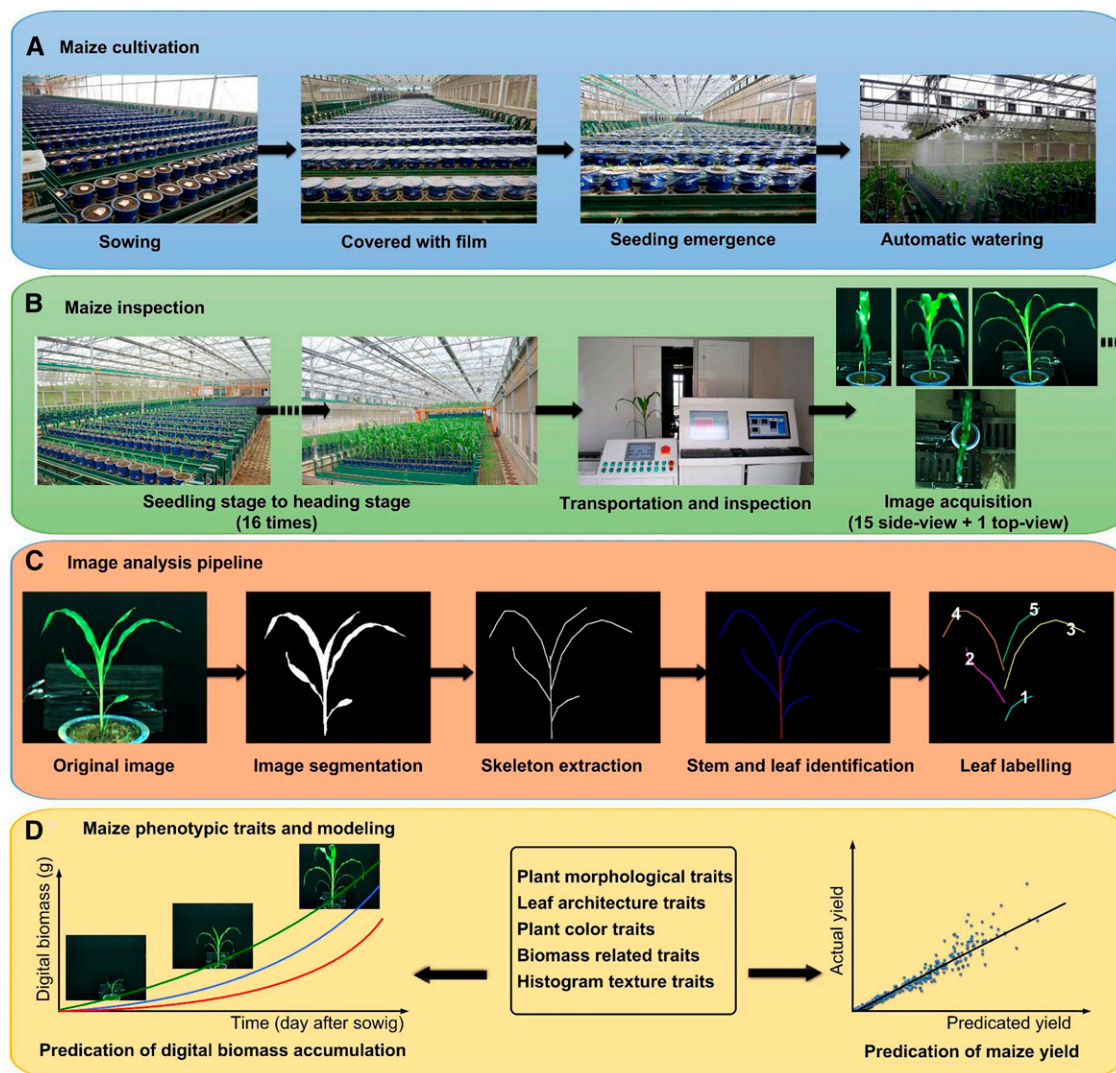 A Maize cultivation
Sowing
Covered with film
Seeding emergence
Automatic watering
B Maize inspection
Seedling stage to heading stage
(16 times)
Transportation and inspection
Image acquisition
(15 side-view + 1 top-view)
C Image analysis pipeline
4
5
3
2
1
Original image
Image segmentation
Skeleton extraction
Stem and leaf identification
Leaf labelling
D Maize phenotypic traits and modeling
Digital biomass (g)
Time (day after sowig)
Predication of digital biomass accumulation
Plant morphological traits
Leaf architecture traits
Plant color traits
Biomass related traits
Histogram texture traits
Actual yield
Predicated yield
Predication of maize yield